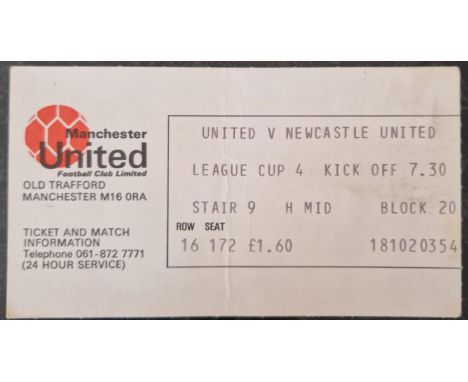 Manchester
United
Football Club Limited
OLD TRAFFORD
MANCHESTER M16 0RA
TICKET AND MATCH
INFORMATION
Telephone 061-872 7771
(24 HOUR SERVICE)
UNITED V NEWCASTLE UNITED
LEAGUE CUP 4 KICK OFF 7.30
STAIR 9 H MID BLOCK 20
ROW SEAT
16 172 £1.60 181020354